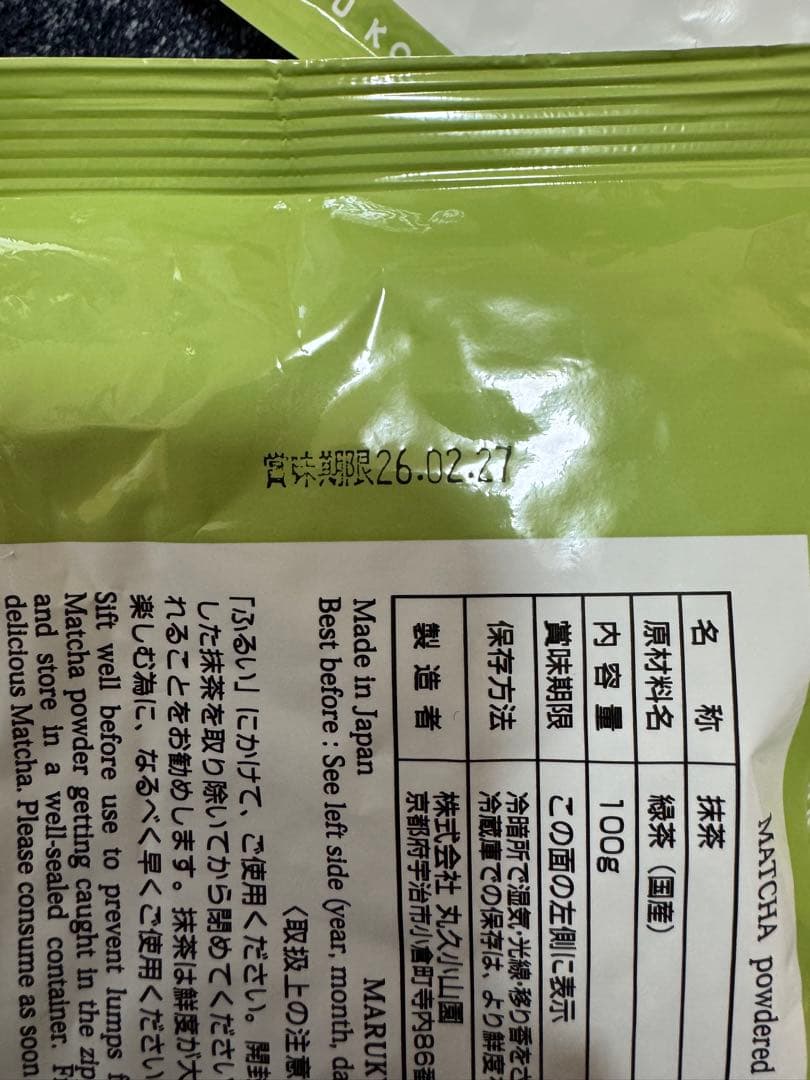 賞味期限26.02.27
MATCHA powdered
名称 抹茶
原材料名 緑茶（国産）
内容量 100g
賞味期限 この面の左側に表示
保存方法 冷暗所で湿気・光線・移り香をさ
冷蔵庫での保存は、より鮮度
製造者 株式会社 丸久小山園
京都府宇治市小倉町寺内86番
Made in Japan MARUK
Best before : See left side (year, month, da
〈取扱上の注意
「ふるい」にかけて、ご使用ください。開封
した抹茶を取り除いてから閉めてください
れることをお勧めします。抹茶は鮮度が大
楽しむ為に、なるべく早くご使用ください
Sift well before use to prevent lumps f
Matcha powder getting caught in the zip
and store in a well-sealed container. F
delicious Matcha. Please consume as soon